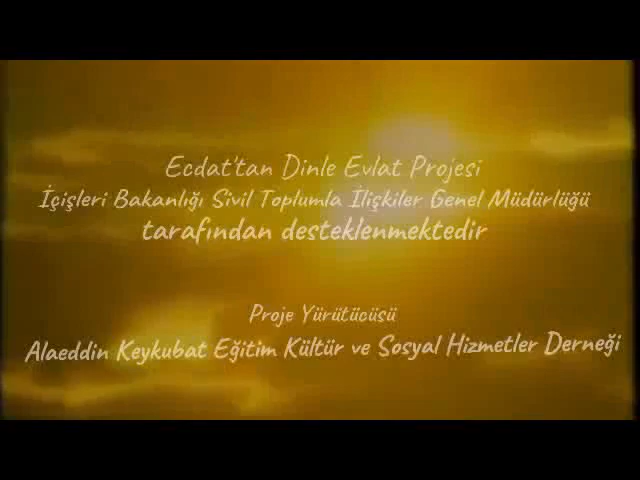 Ecdat'tan Dinle Evlat Projesi
İçişleri Bakanlığı Sivil Toplumla İlişkiler Genel Müdürlüğü
tarafından desteklenmektedir
Proje Yürütücüsü
Alaeddin Keykubat Eğitim Kültür ve Sosyal Hizmetler Derneği